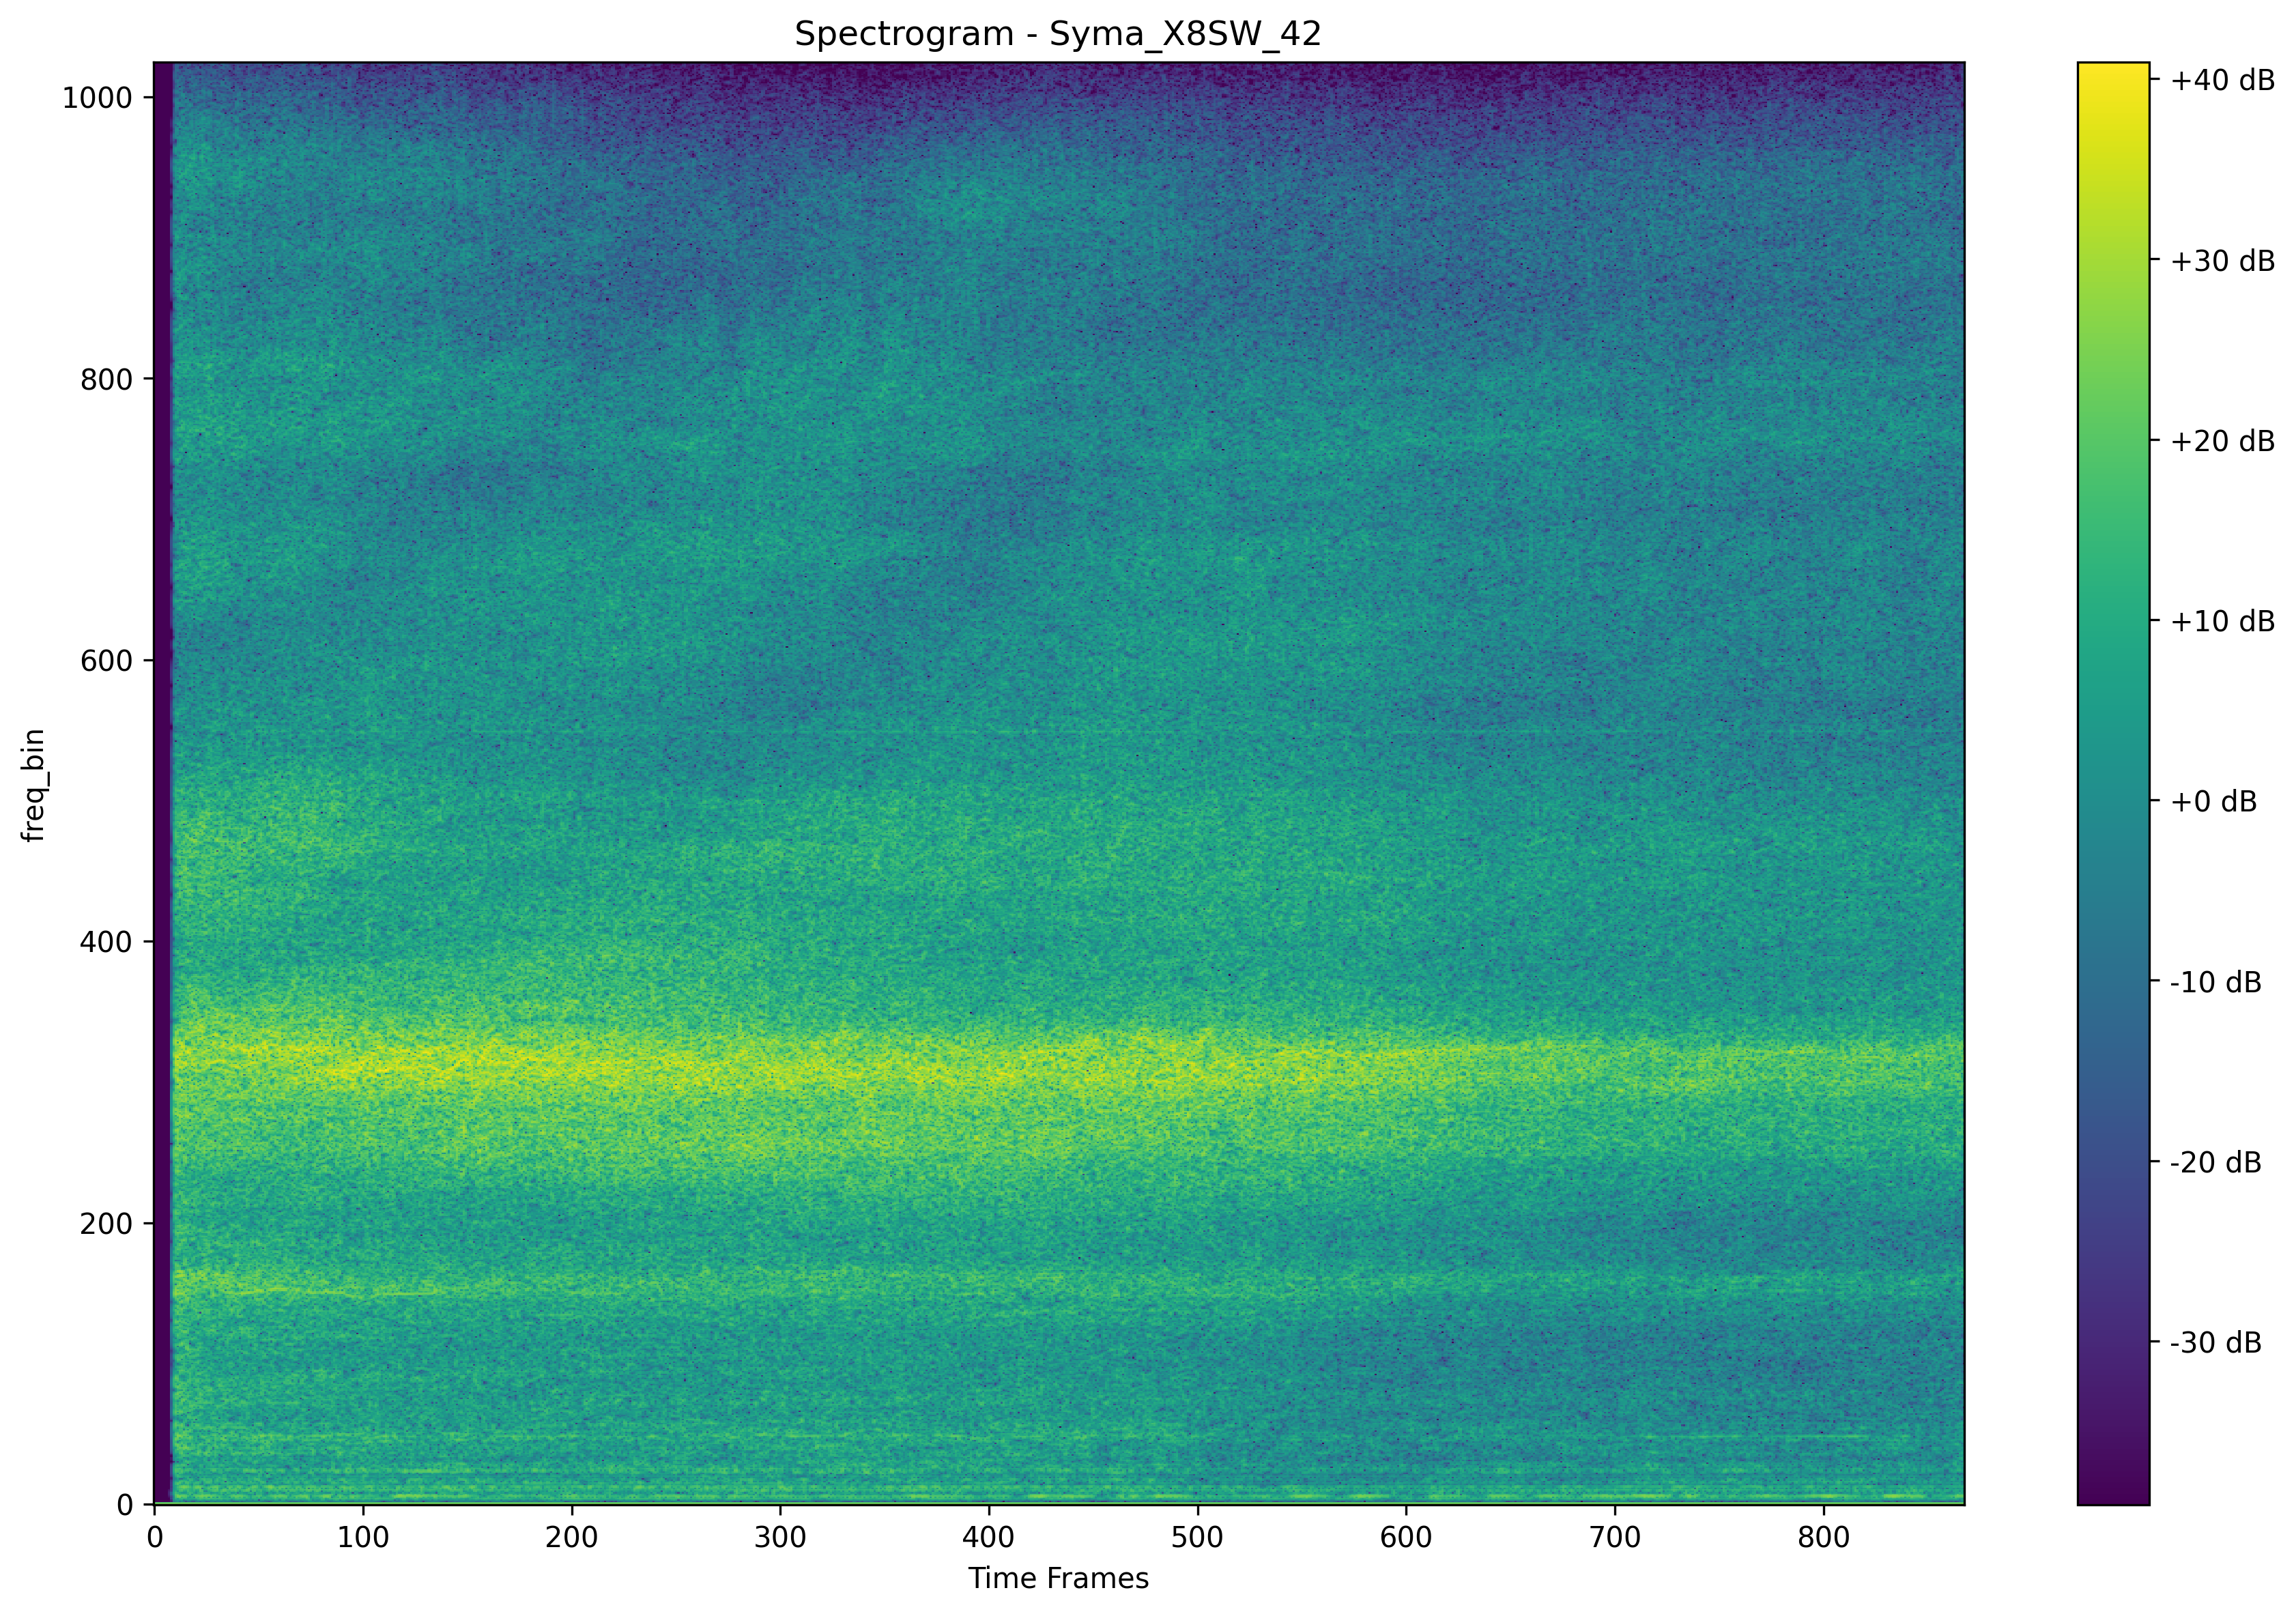 Spectrogram - Syma_X8SW_42
freq_bin
1000
800
600
400
200
0
0 100 200 300 400 500 600 700 800
Time Frames
+40 dB
+30 dB
+20 dB
+10 dB
+0 dB
-10 dB
-20 dB
-30 dB